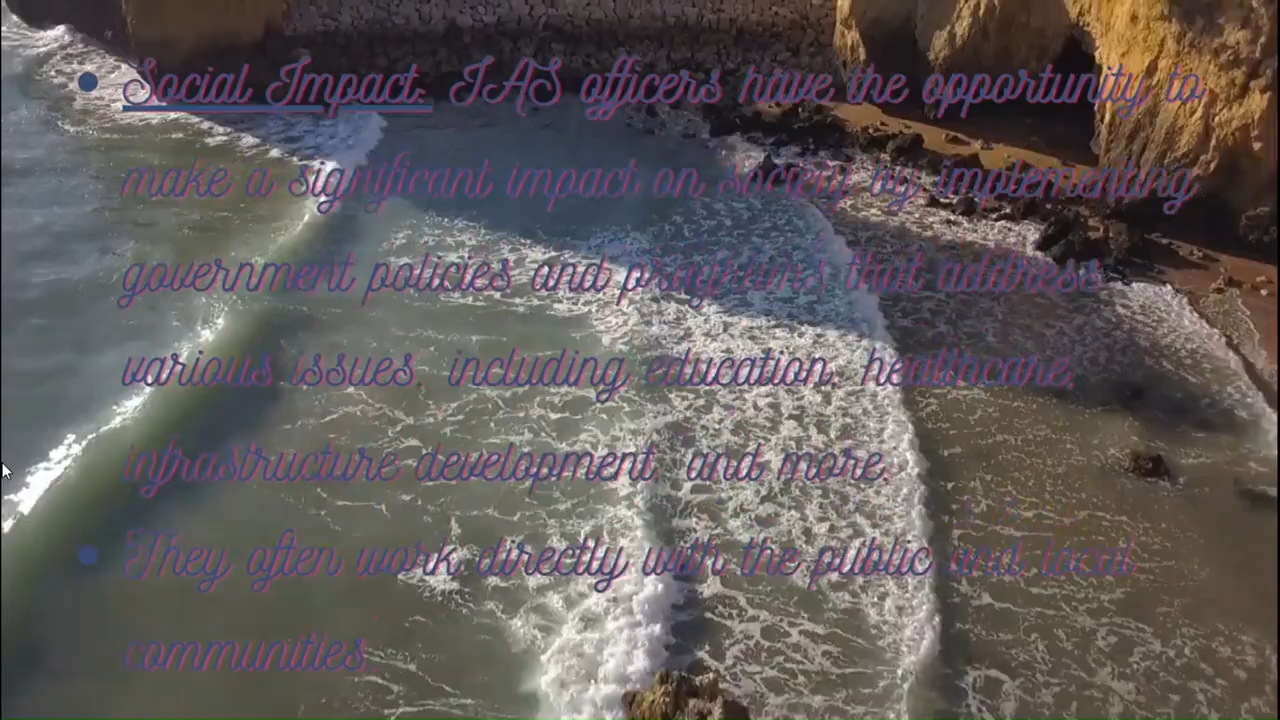 • Social Impact: IAS officers have the opportunity to
make a significant impact on society by implementing
government policies and programs that address
various issues, including education, healthcare,
infrastructure development, and more.
• They often work directly with the public and local
communities.